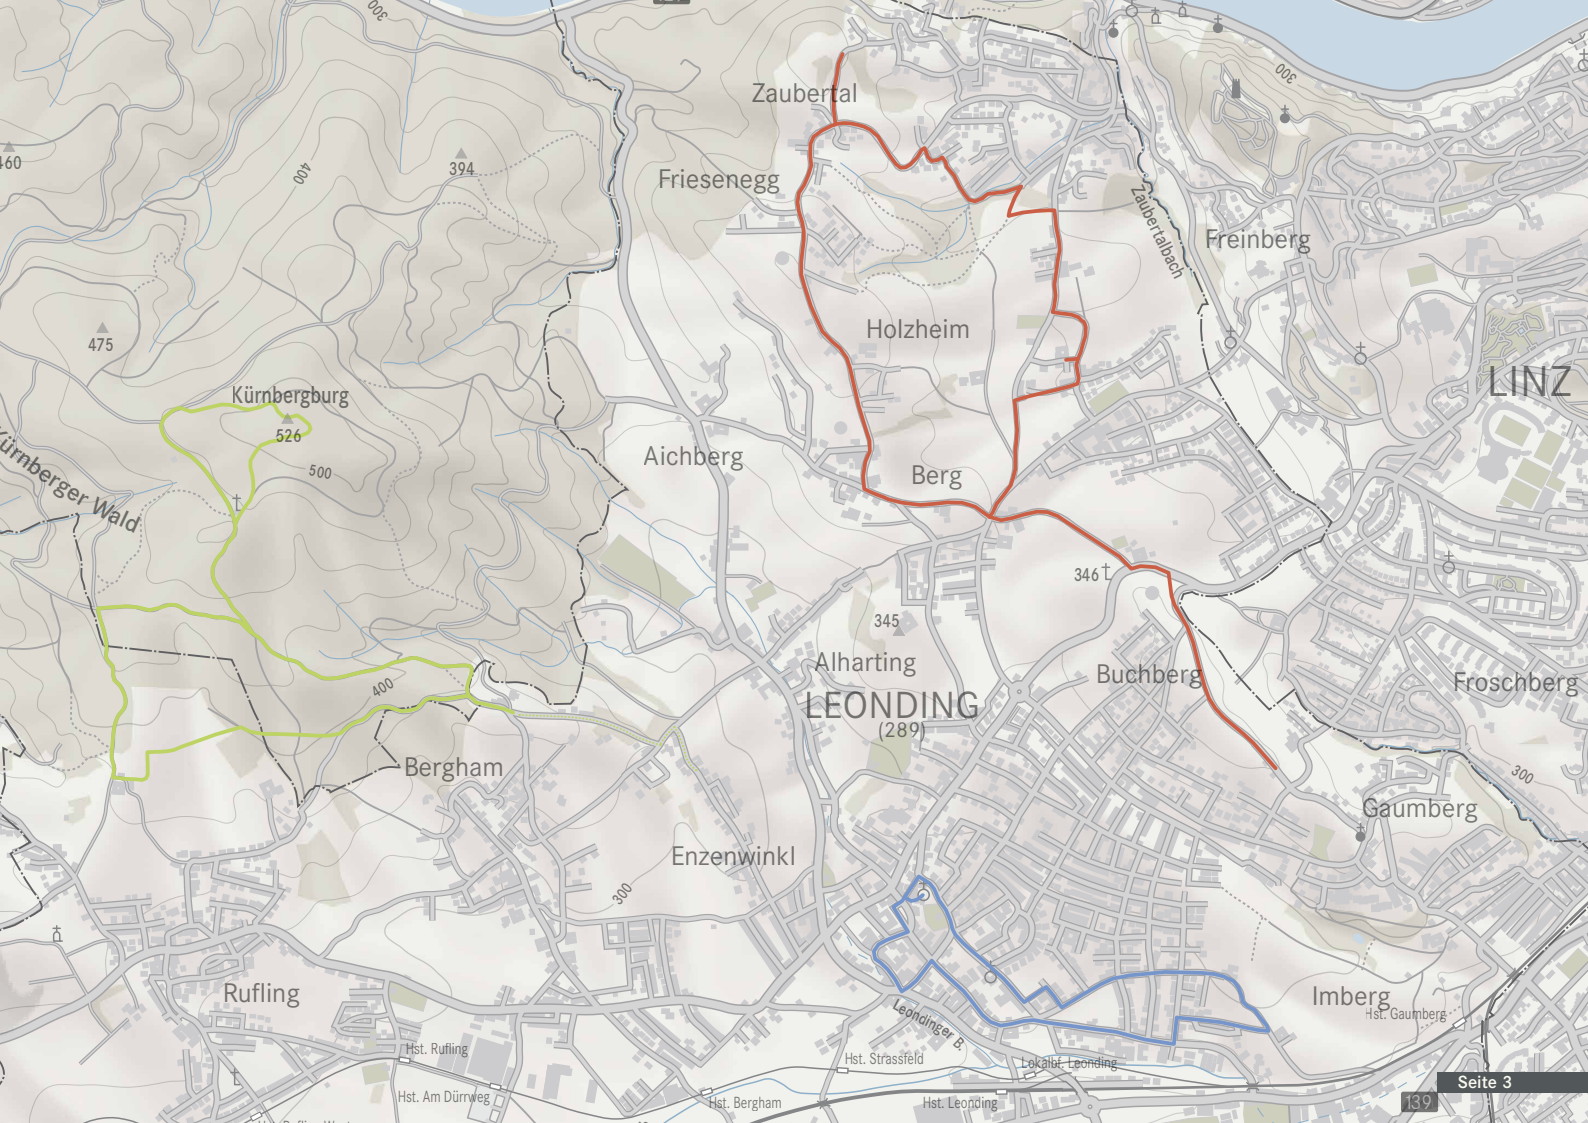 300
Zaubertal
300
460
394
400
Friesenegg
Zaubertalbach
Freinberg
475
Holzheim
Kürnbergburg
526
LINZ
Kürnberger Wald
500
Aichberg
Berg
346
345
Alharting
Buchberg
Froschberg
400
LEONDING
(289)
Bergham
300
Gaumberg
Enzenwinkl
300
Rufling
Imberg
Hst. Gaumberg
Leondinger B.
Hst. Rufling
Hst. Strassfeld
Lokalbf. Leonding
Seite 3
Hst. Am Dürrweg
Hst. Bergham
Hst. Leonding
139